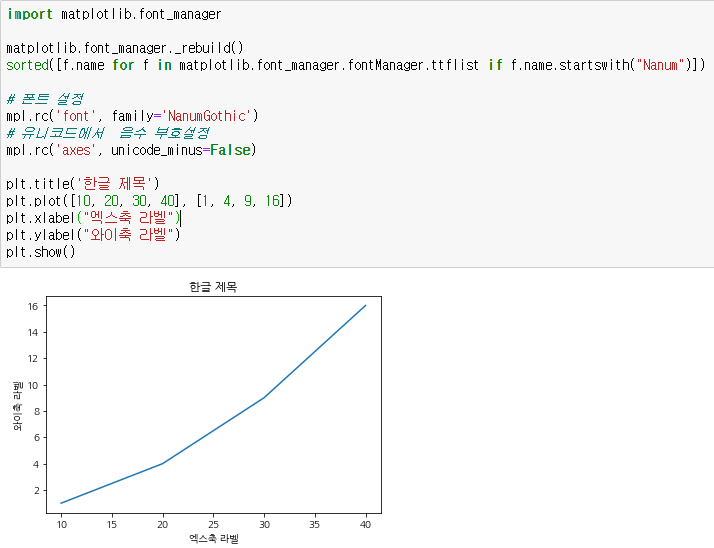 import matplotlib.font_manager
matplotlib.font_manager._rebuild()
sorted([f.name for f in matplotlib.font_manager.fontManager.ttflist if f.name.startswith("Nanum")])
# 폰트 설정
mpl.rc('font', family='NanumGothic')
# 유니코드에서  음수 부호설정
mpl.rc('axes', unicode_minus=False)
plt.title('한글 제목')
plt.plot([10, 20, 30, 40], [1, 4, 9, 16])
plt.xlabel("엑스축 라벨")
plt.ylabel("와이축 라벨")
plt.show()
한글 제목
16
14
12
10
8
6
4
2
와이축 라벨
10 15 20 25 30 35 40
엑스축 라벨